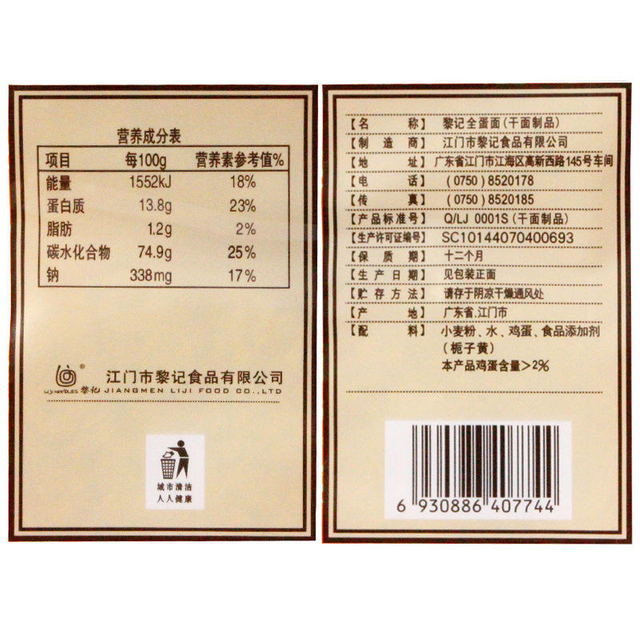 营养成分表
项目 每100g 营养素参考值%
能量 1552kJ 18%
蛋白质 13.8g 23%
脂肪 1.2g 2%
碳水化合物 74.9g 25%
钠 338mg 17%
黎记
江门市黎记食品有限公司
JIANGMEN LIJI FOOD CO.,LTD
城市清洁
人人健康
【名称】 黎记全蛋面(干面制品)
【制造商】 江门市黎记食品有限公司
【地址】 广东省江门市江海区高新西路145号车间
【电话】 (0750)8520178
【传真】 (0750)8520185
【产品标准号】 Q/LJ 0001S(干面制品)
【生产许可证编号】 SC10144070400693
【保质期】 十二个月
【生产日期】 见包装正面
【贮存方法】 请存于阴凉干燥通风处
【产地】 广东省.江门市
【配料】 小麦粉、水、鸡蛋、食品添加剂
(栀子黄)
本产品鸡蛋含量>2%
6 930886 407744